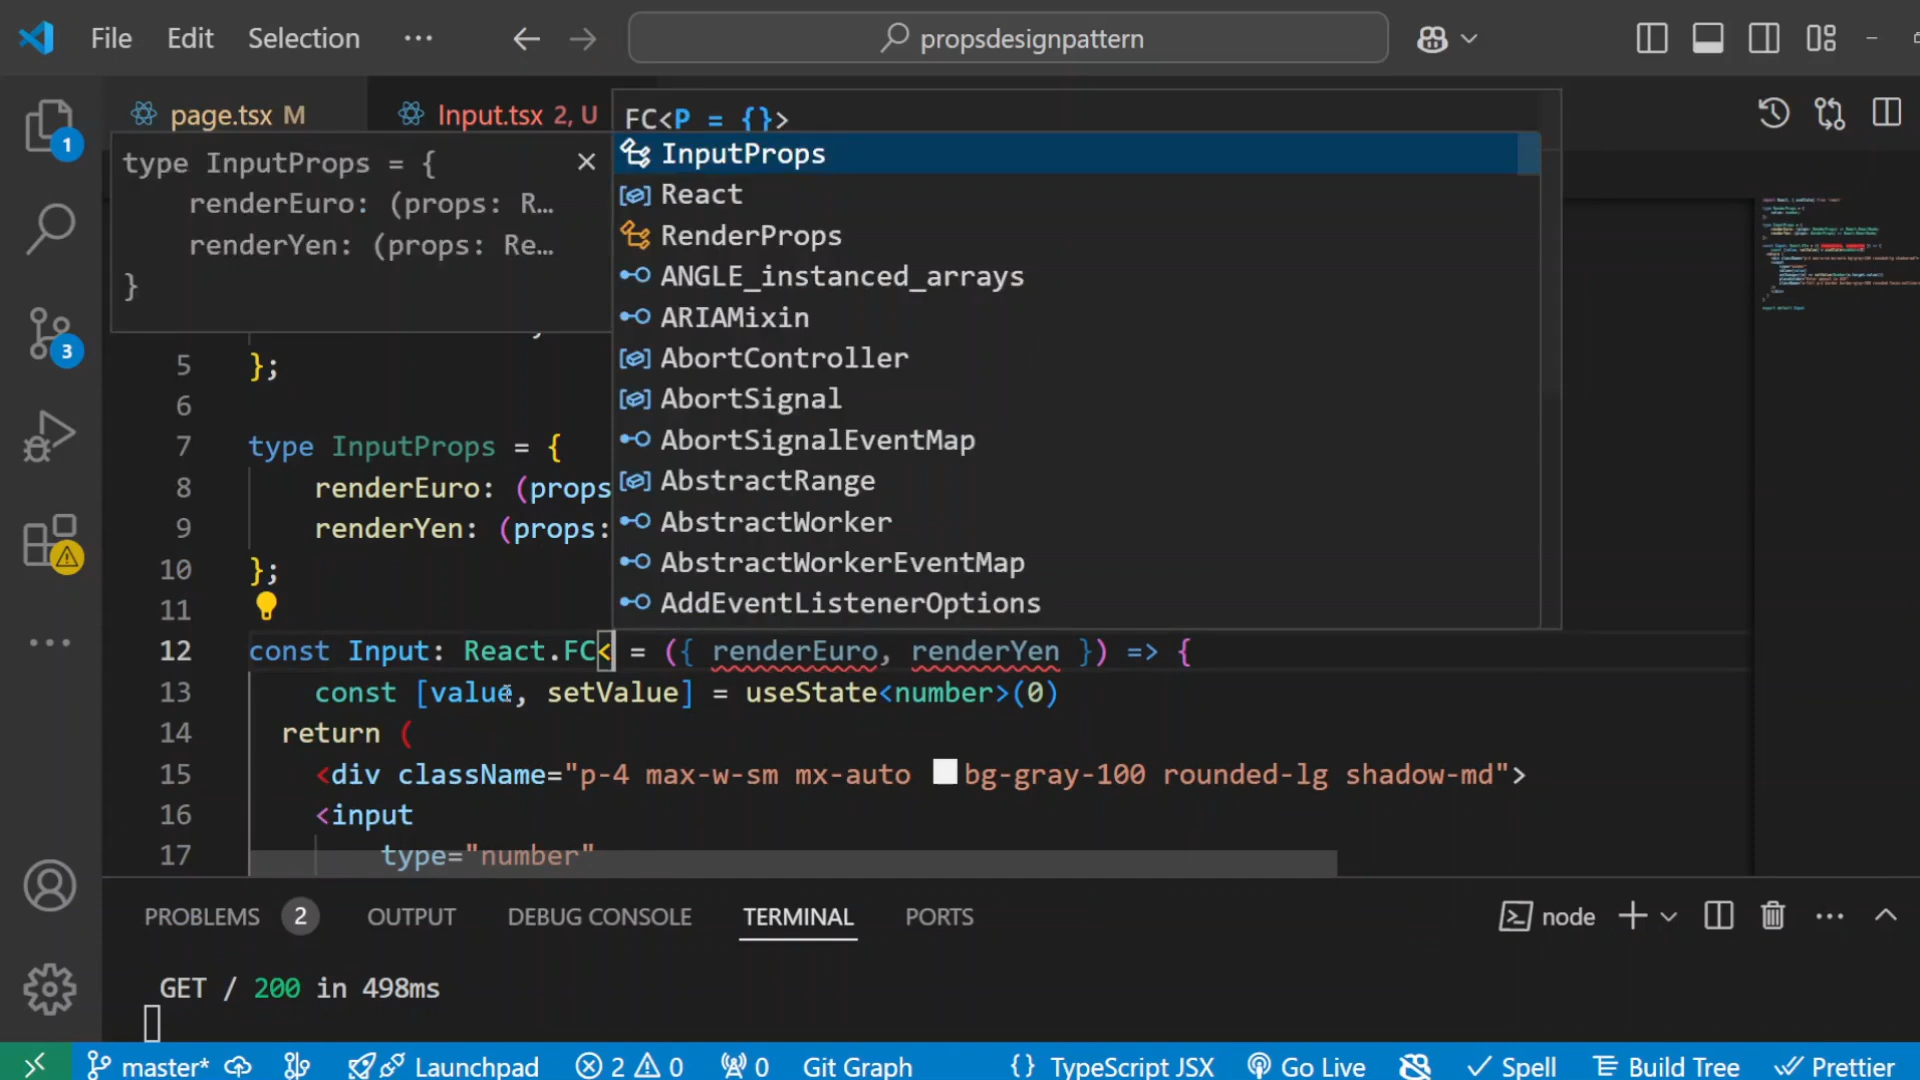 File Edit Selection ··· propsdesignpattern
page.tsx M Input.tsx 2, U
1
3
type InputProps = {
renderEuro: (props: R…
renderYen: (props: Re…
}
FC<P = {}>
InputProps
React
RenderProps
ANGLE_instanced_arrays
ARIAMixin
AbortController
AbortSignal
AbortSignalEventMap
AbstractRange
AbstractWorker
AbstractWorkerEventMap
AddEventListenerOptions
5 };
6
7 type InputProps = {
8 renderEuro: (props
9 renderYen: (props:
10 };
11
12 const Input: React.FC< = ({ renderEuro, renderYen }) => {
13 const [value, setValue] = useState<number>(0)
14 return (
15 <div className="p-4 max-w-sm mx-auto bg-gray-100 rounded-lg shadow-md">
16 <input
17 type="number"
PROBLEMS 2 OUTPUT DEBUG CONSOLE TERMINAL PORTS node
GET / 200 in 498ms
master* Launchpad 2 0 0 Git Graph {} TypeScript JSX Go Live Spell Build Tree Prettier